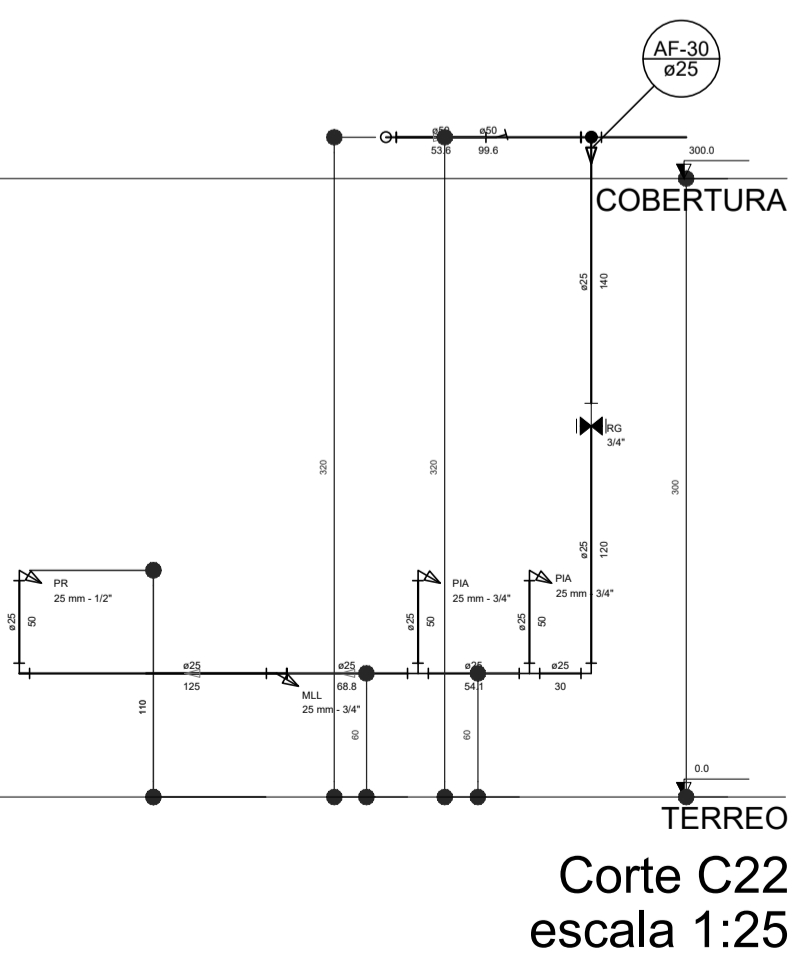 AF-30
ø25
ø50
ø50
53.6
99.6
300.0
COBERTURA
ø25
140
RG
3/4"
320
320
300
ø25
120
PR
25 mm - 1/2"
PIA
25 mm - 3/4"
PIA
25 mm - 3/4"
ø25
50
ø25
50
ø25
50
ø25
125
ø25
68.8
ø25
54.1
ø25
30
MLL
25 mm - 3/4"
110
60
60
0.0
TERREO
Corte C22
escala 1:25